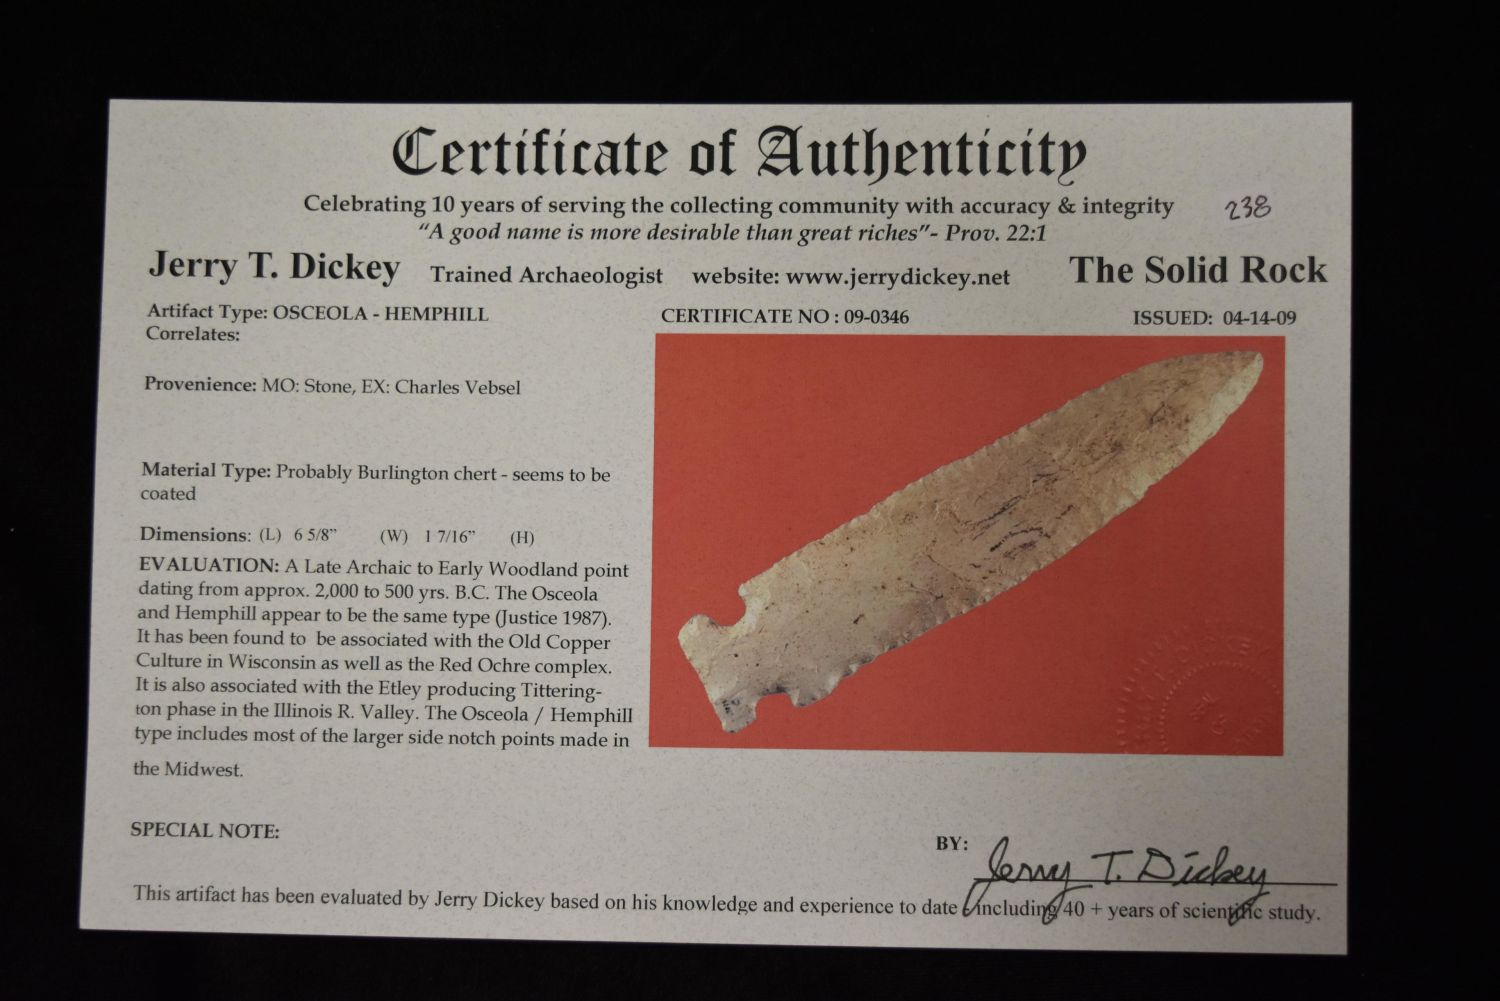 Certificate of Authenticity
Celebrating 10 years of serving the collecting community with accuracy & integrity
238
“A good name is more desirable than great riches”- Prov. 22:1
Jerry T. Dickey Trained Archaeologist website: www.jerrydickey.net The Solid Rock
Artifact Type: OSCEOLA - HEMPHILL
Correlates:
CERTIFICATE NO : 09-0346 ISSUED: 04-14-09
Provenience: MO: Stone, EX: Charles Vebsel
Material Type: Probably Burlington chert - seems to be
coated
Dimensions: (L) 6 5/8” (W) 1 7/16” (H)
EVALUATION: A Late Archaic to Early Woodland point
dating from approx. 2,000 to 500 yrs. B.C. The Osceola
and Hemphill appear to be the same type (Justice 1987).
It has been found to be associated with the Old Copper
Culture in Wisconsin as well as the Red Ochre complex.
It is also associated with the Etley producing Tittering-
ton phase in the Illinois R. Valley. The Osceola / Hemphill
type includes most of the larger side notch points made in
the Midwest.
SPECIAL NOTE:
BY: Jerry T. Dickey
This artifact has been evaluated by Jerry Dickey based on his knowledge and experience to date including 40 + years of scientific study.